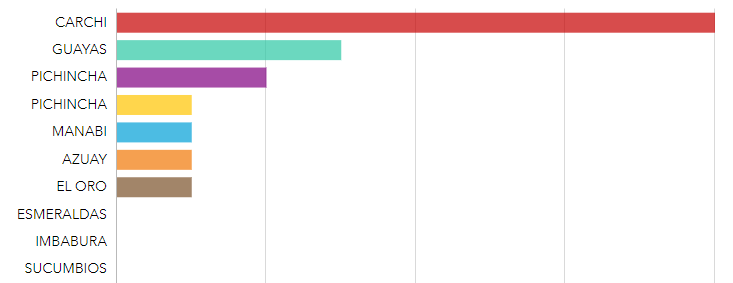 CARCHI
GUAYAS
PICHINCHA
PICHINCHA
MANABI
AZUAY
EL ORO
ESMERALDAS
IMBABURA
SUCUMBIOS